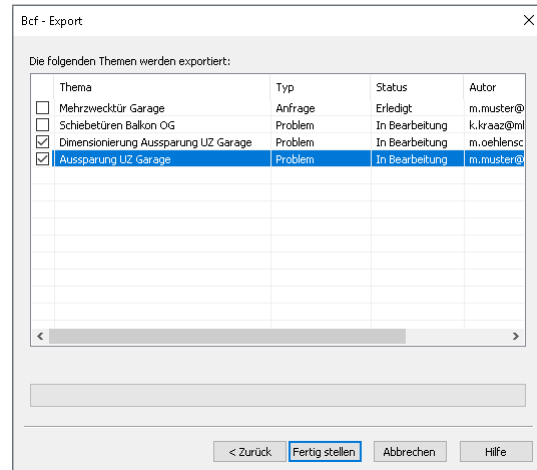 Bcf - Export
Die folgenden Themen werden exportiert:
Thema Typ Status Autor
Mehrzwecktür Garage Anfrage Erledigt m.muster@
Schiebetüren Balkon OG Problem In Bearbeitung k.kraaz@ml
Dimensionierung Aussparung UZ Garage Problem In Bearbeitung m.oehlensc
Aussparung UZ Garage Problem In Bearbeitung m.muster@
< Zurück Fertig stellen Abbrechen Hilfe